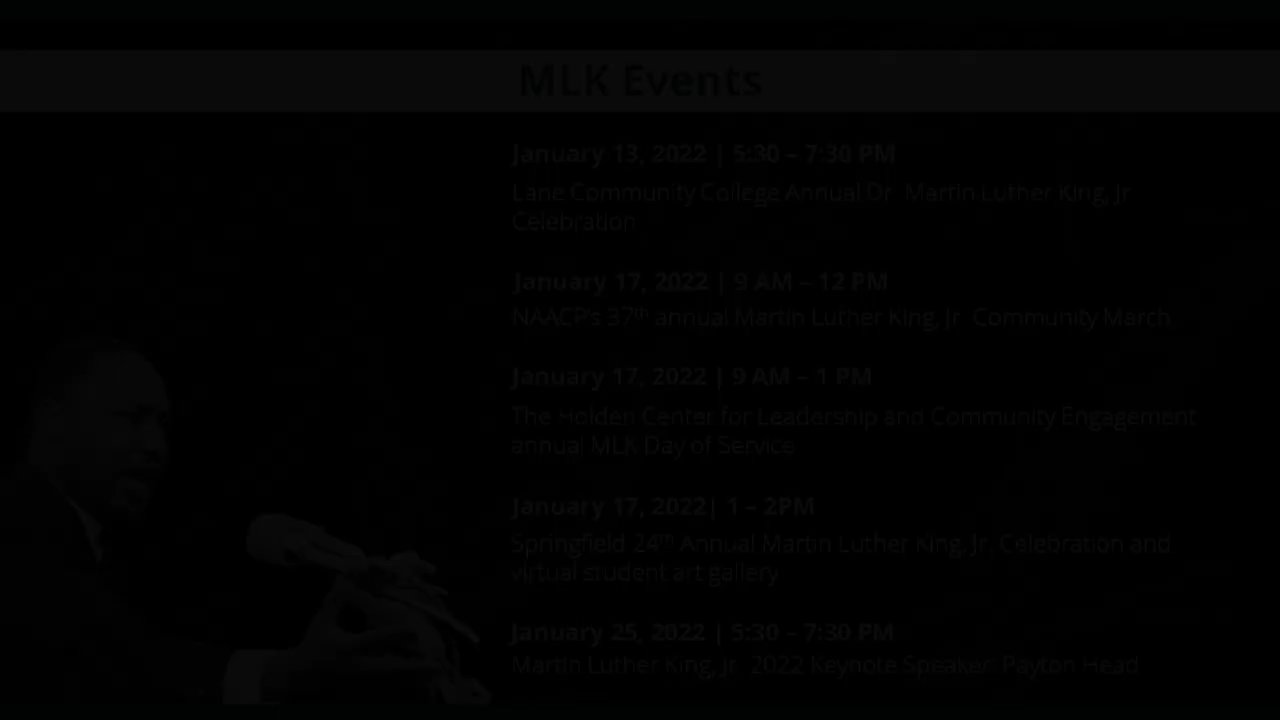 MLK Events
January 13, 2022 | 5:30 – 7:30 PM
Lane Community College Annual Dr. Martin Luther King, Jr.
Celebration
January 17, 2022 | 9 AM – 12 PM
NAACP's 37th annual Martin Luther King, Jr. Community March
January 17, 2022 | 9 AM – 1 PM
The Holden Center for Leadership and Community Engagement
annual MLK Day of Service
January 17, 2022| 1 – 2PM
Springfield 24th Annual Martin Luther King, Jr. Celebration and
virtual student art gallery
January 25, 2022 | 5:30 – 7:30 PM
Martin Luther King, Jr. 2022 Keynote Speaker: Payton Head